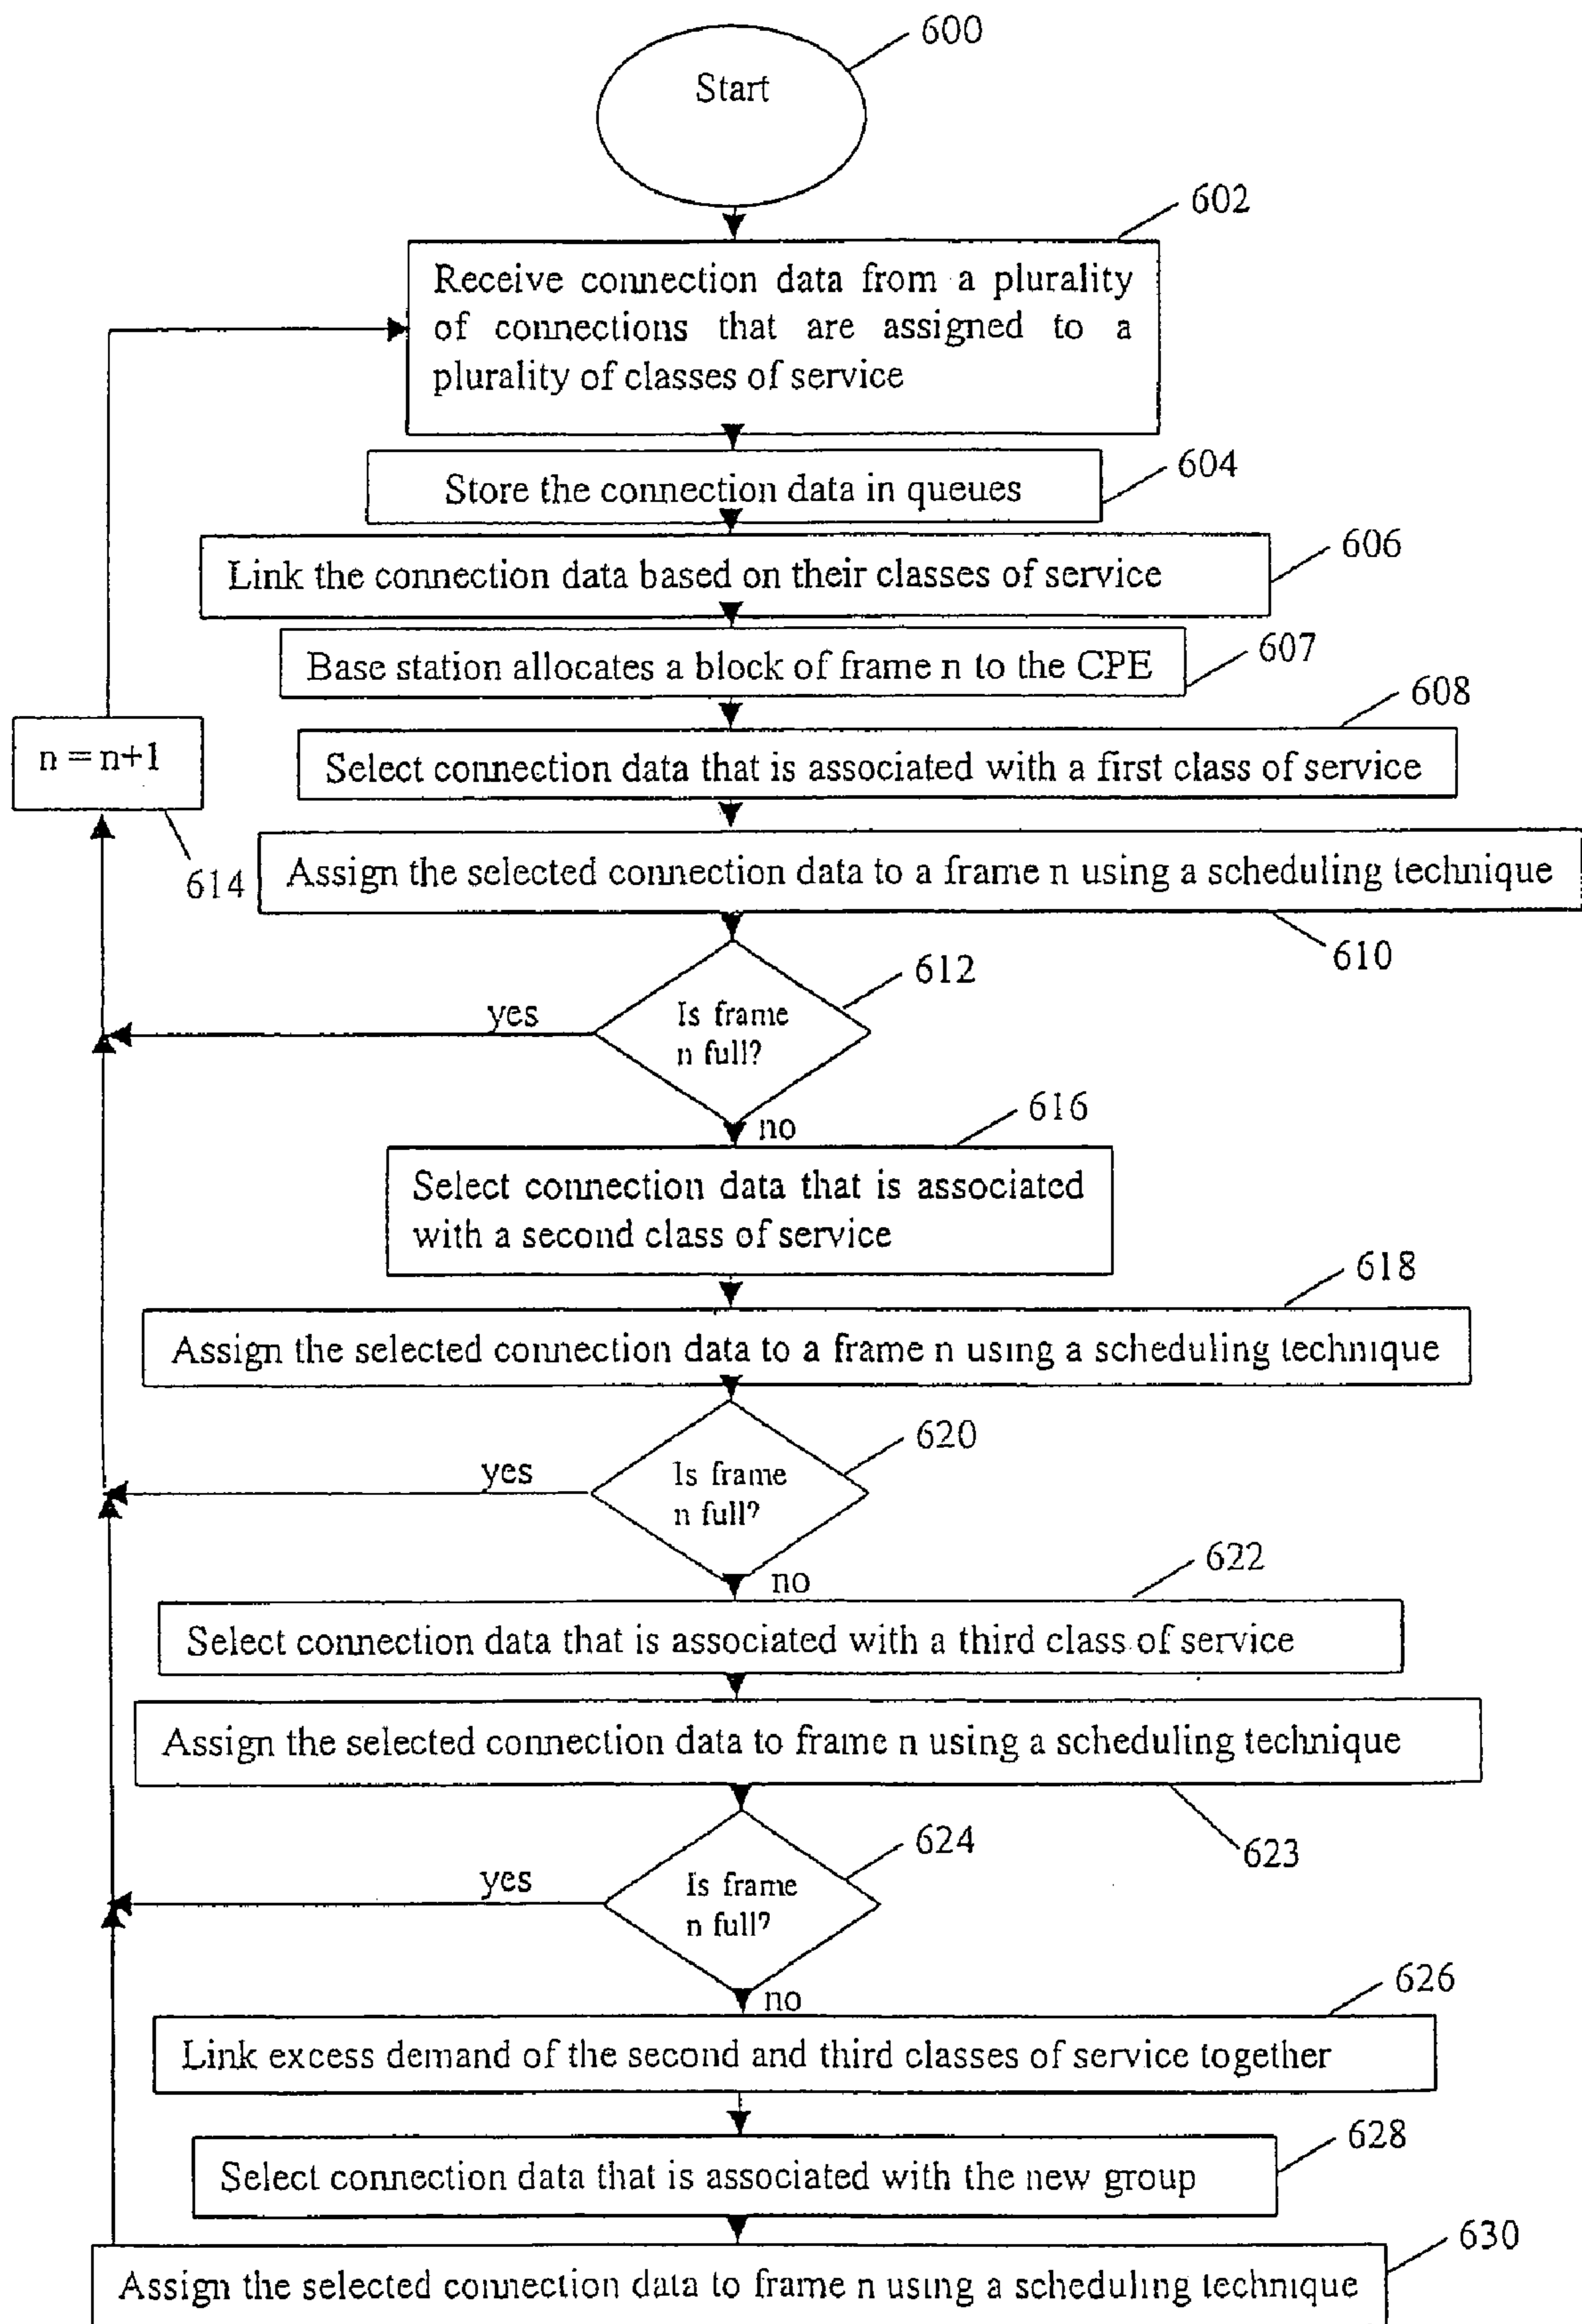 600
Start
602
Receive connection data from a plurality
of connections that are assigned to a
plurality of classes of service
604
Store the connection data in queues
606
Link the connection data based on their classes of service
607
Base station allocates a block of frame n to the CPE
608
n = n+1
Select connection data that is associated with a first class of service
614
Assign the selected connection data to a frame n using a scheduling technique
610
612
yes
Is frame
n full?
no
616
Select connection data that is associated
with a second class of service
618
Assign the selected connection data to a frame n using a scheduling technique
620
yes
Is frame
n full?
no
622
Select connection data that is associated with a third class of service
Assign the selected connection data to frame n using a scheduling technique
623
624
yes
Is frame
n full?
no
626
Link excess demand of the second and third classes of service together
628
Select connection data that is associated with the new group
630
Assign the selected connection data to frame n using a scheduling technique